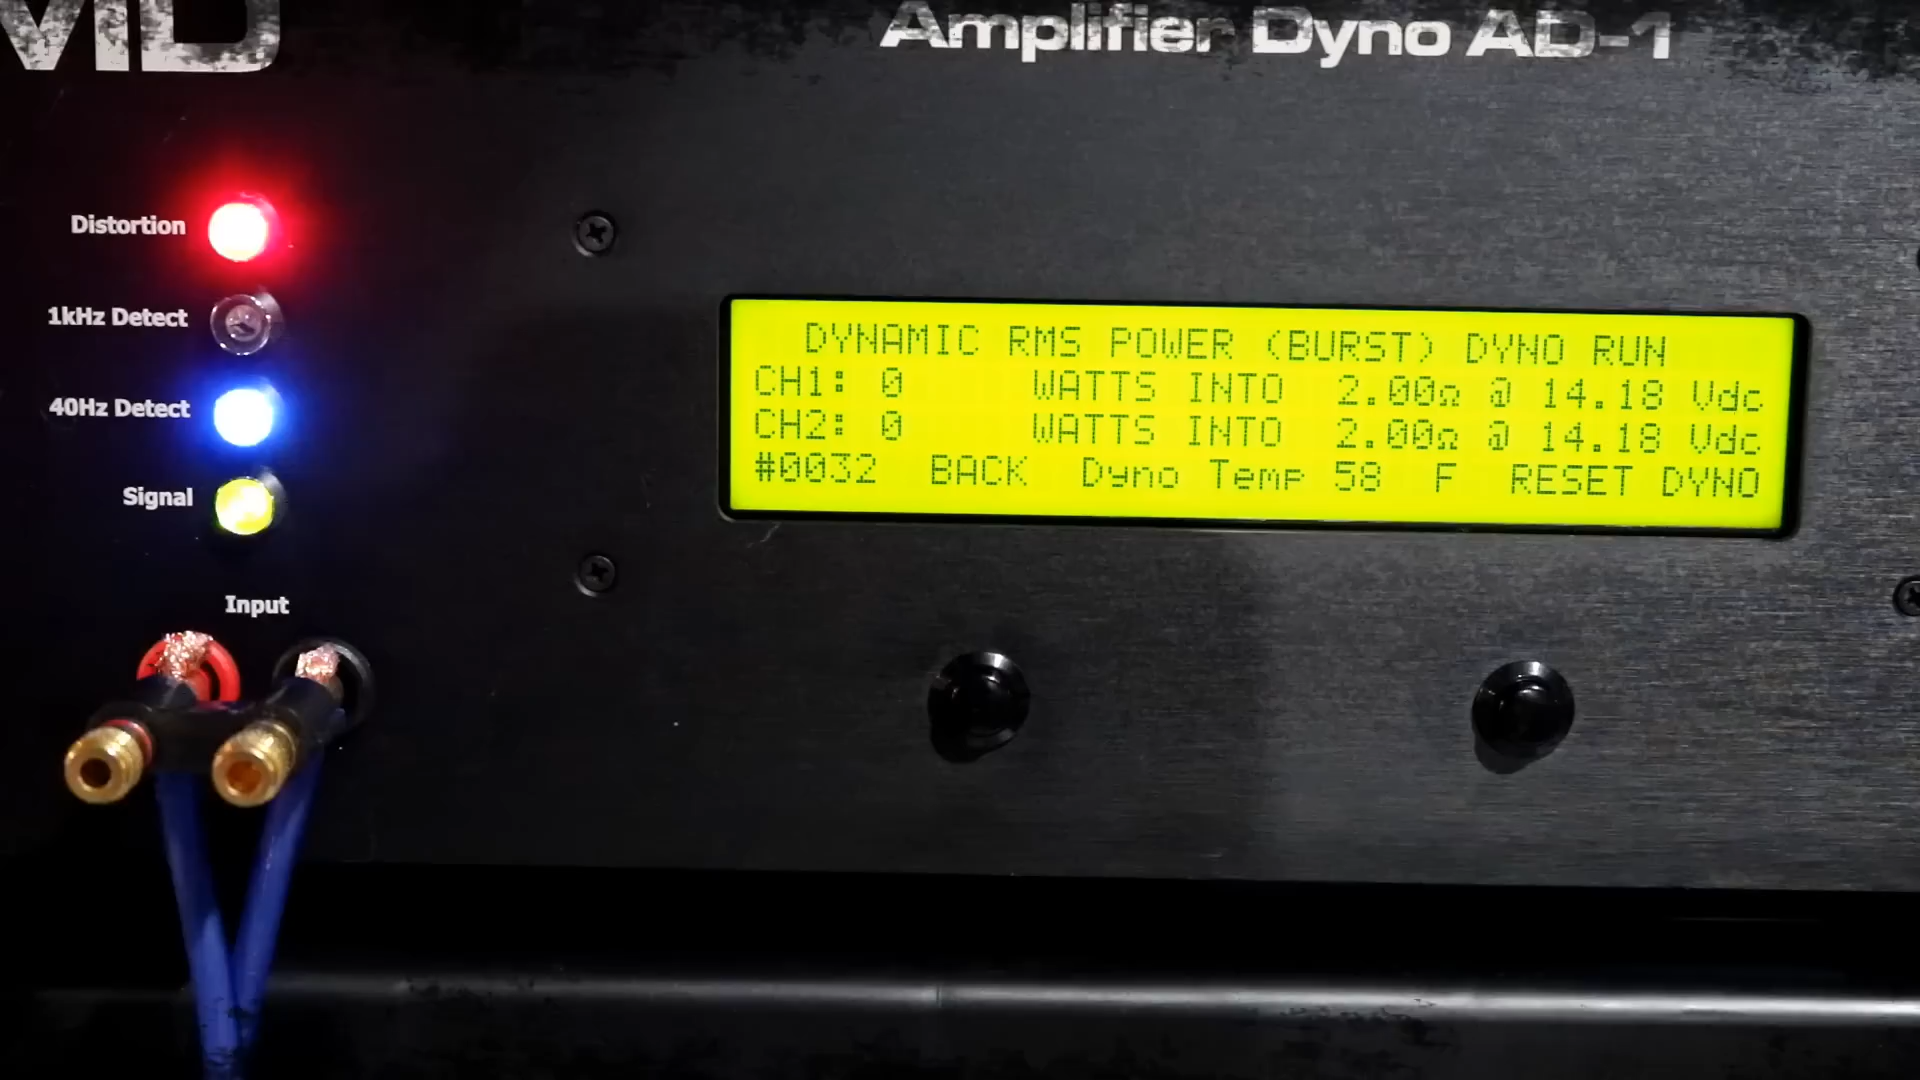 Amplifier Dyno AD-1
Distortion
1kHz Detect
40Hz Detect
Signal
Input
DYNAMIC RMS POWER (BURST) DYNO RUN
CH1: 0 WATTS INTO 2.00Ω @ 14.18 Vdc
CH2: 0 WATTS INTO 2.00Ω @ 14.18 Vdc
#0032 BACK Dyno Temp 58 F RESET DYNO